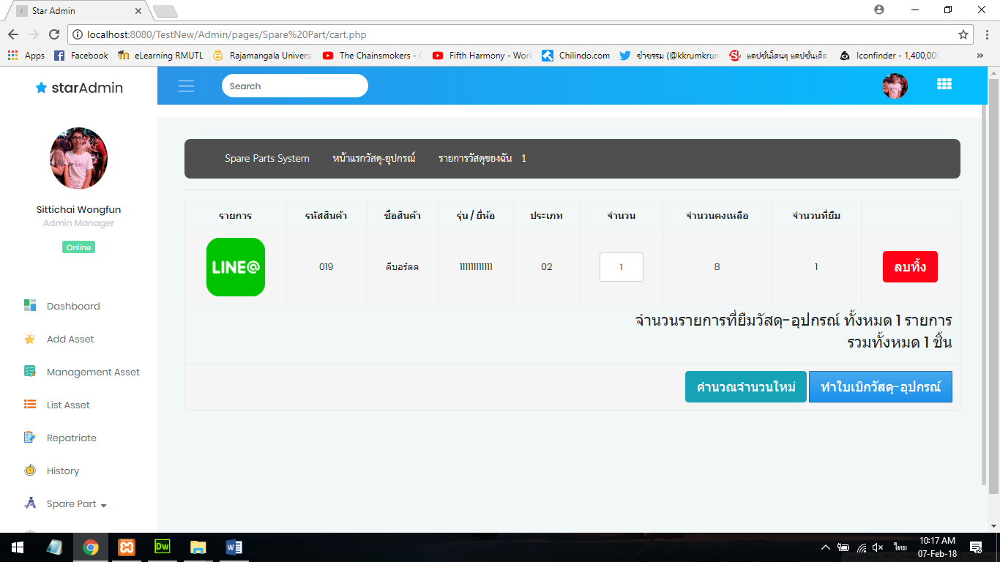 Star Admin
localhost:8080/TestNew/Admin/pages/Spare%20Part/cart.php
Apps Facebook eLearning RMUTL Rajamangala Univers The Chainsmokers - C Fifth Harmony - Work Chilindo.com ขำขรรม (@kkrumkrum แคปชั่นโดนๆ แคปชั่นเด็ด Iconfinder - 1,400,000 »
starAdmin
Search
Sittichai Wongfun
Admin Manager
Online
Dashboard
Add Asset
Management Asset
List Asset
Repatriate
History
Spare Part
Spare Parts System หน้าแรกวัสดุ-อุปกรณ์ รายการวัสดุของฉัน 1
รายการ รหัสสินค้า ชื่อสินค้า รุ่น / ยี่ห้อ ประเภท จำนวน จำนวนคงเหลือ จำนวนที่ยืม
LINE@ 019 คีบอร์ดด 111111111111 02 1 8 1 ลบทิ้ง
จำนวนรายการที่ยืมวัสดุ-อุปกรณ์ ทั้งหมด 1 รายการ
รวมทั้งหมด 1 ชิ้น
คำนวณจำนวนใหม่ ทำใบเบิกวัสดุ-อุปกรณ์
Dw
ไทย
10:17 AM
07-Feb-18